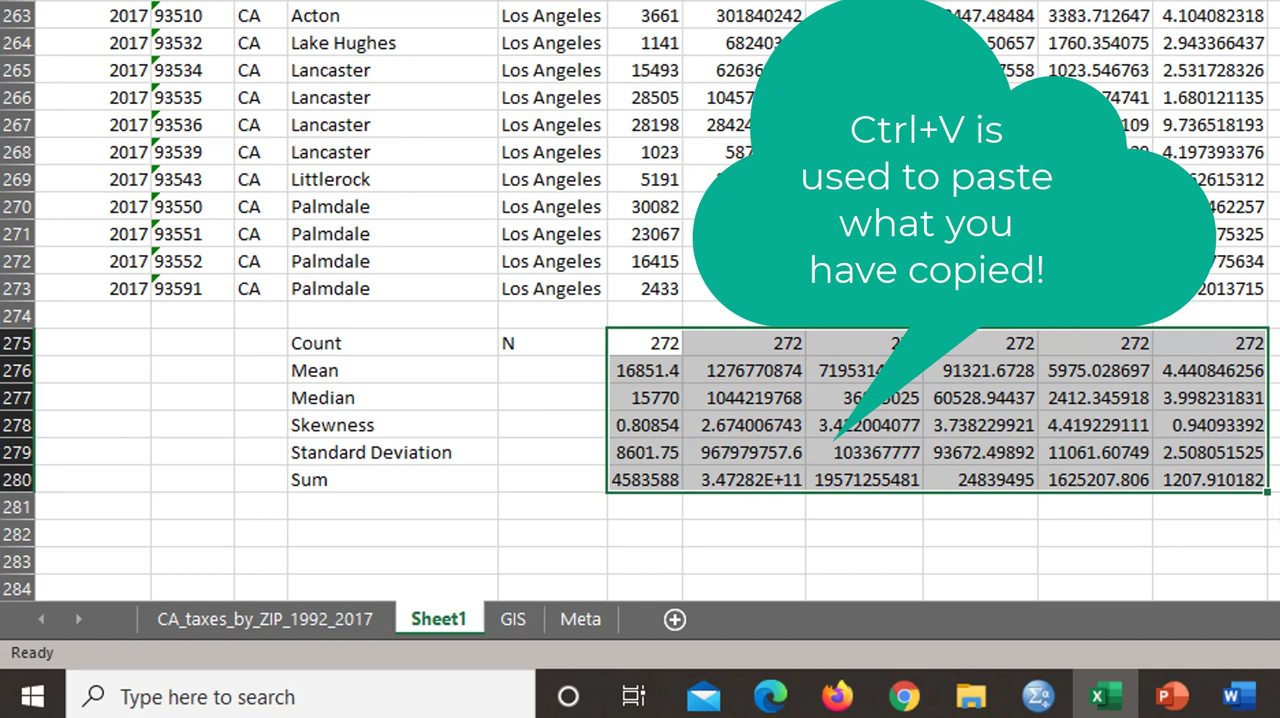 263 2017 93510 CA Acton Los Angeles 3661 301840242 3383.712647 4.104082318
264 2017 93532 CA Lake Hughes Los Angeles 1141 1760.354075 2.943366437
265 2017 93534 CA Lancaster Los Angeles 15493 1023.546763 2.531728326
266 2017 93535 CA Lancaster Los Angeles 28505 1.680121135
267 2017 93536 CA Lancaster Los Angeles 28198 9.736518193
268 2017 93539 CA Lancaster Los Angeles 1023 4.197393376
269 2017 93543 CA Littlerock Los Angeles 5191
270 2017 93550 CA Palmdale Los Angeles 30082
271 2017 93551 CA Palmdale Los Angeles 23067
272 2017 93552 CA Palmdale Los Angeles 16415
273 2017 93591 CA Palmdale Los Angeles 2433
Ctrl+V is
used to paste
what you
have copied!
274
275 Count N 272 272 272 272 272
276 Mean 16851.4 1276770874 91321.6728 5975.028697 4.440846256
277 Median 15770 1044219768 60528.94437 2412.345918 3.998231831
278 Skewness 0.80854 2.674006743 3.738229921 4.419229111 0.94093392
279 Standard Deviation 8601.75 967979757.6 103367777 93672.49892 11061.60749 2.508051525
280 Sum 4583588 3.47282E+11 19571255481 24839495 1625207.806 1207.910182
281
282
283
284
CA_taxes_by_ZIP_1992_2017 Sheet1 GIS Meta
Ready
Type here to search